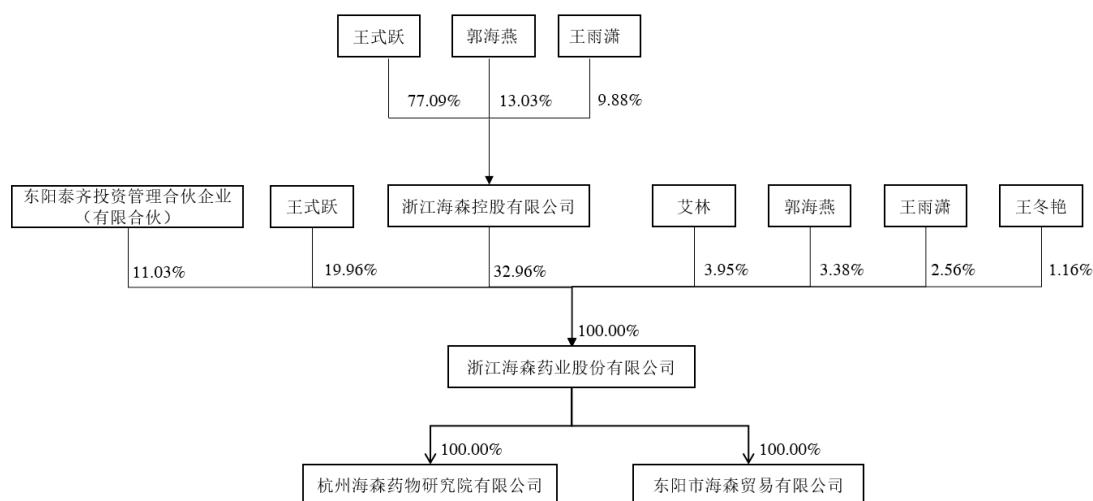 王式跃
郭海燕
王雨潇
77.09%
13.03%
9.88%
东阳泰齐投资管理合伙企业
（有限合伙）
王式跃
浙江海森控股有限公司
艾林
郭海燕
王雨潇
王冬艳
11.03%
19.96%
32.96%
3.95%
3.38%
2.56%
1.16%
100.00%
浙江海森药业股份有限公司
100.00%
100.00%
杭州海森药物研究院有限公司
东阳市海森贸易有限公司